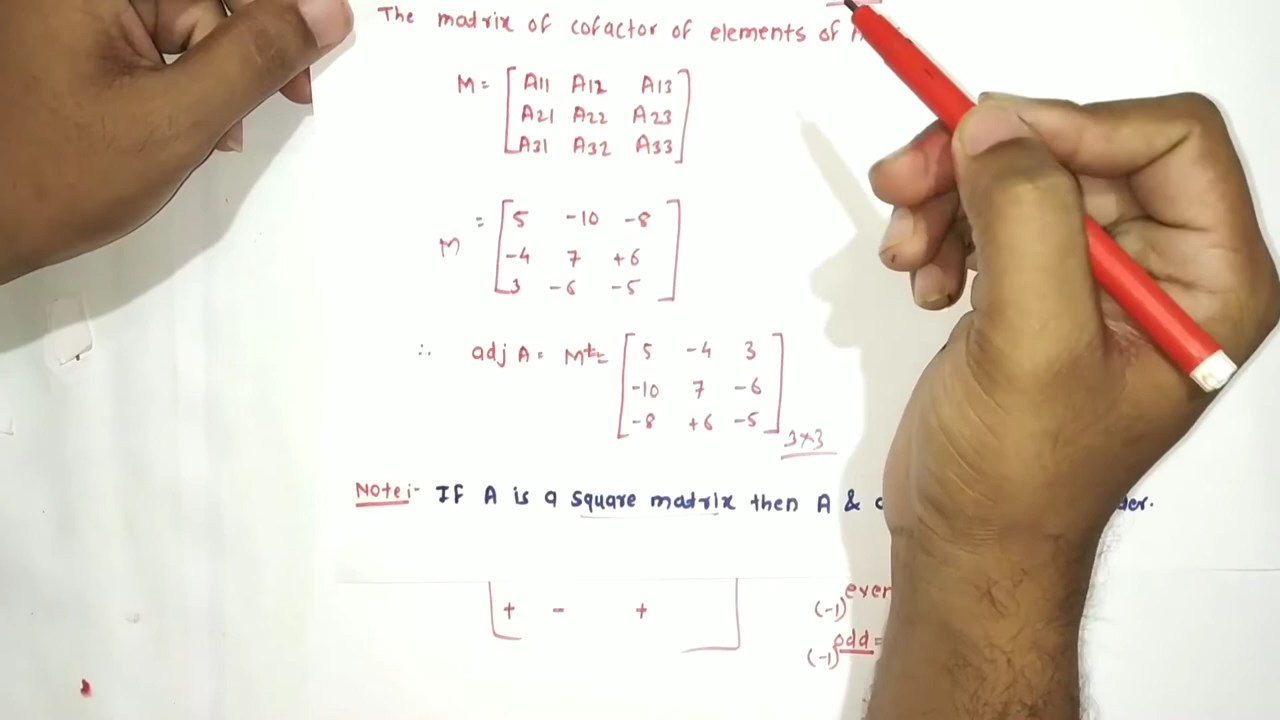 The matrix of cofactor of elements of A
M = [ A11 A12 A13
A21 A22 A23
A31 A32 A33 ]
M = [ 5 -10 -8
-4 7 +6
3 -6 -5 ]
∴ adj A = Mt = [ 5 -4 3
-10 7 -6
-8 +6 -5 ] 3×3
Note:- If A is a square matrix then A &
+ - +
(-1)even
(-1)odd =